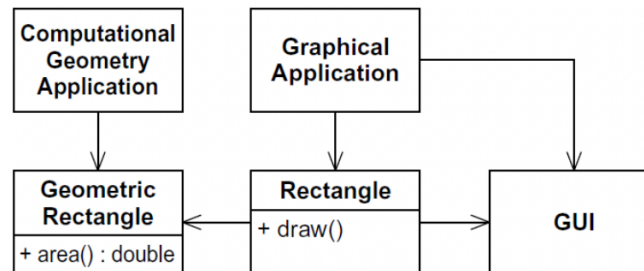 Computational
Geometry
Application
Graphical
Application
Geometric
Rectangle
+ area() : double
Rectangle
+ draw()
GUI